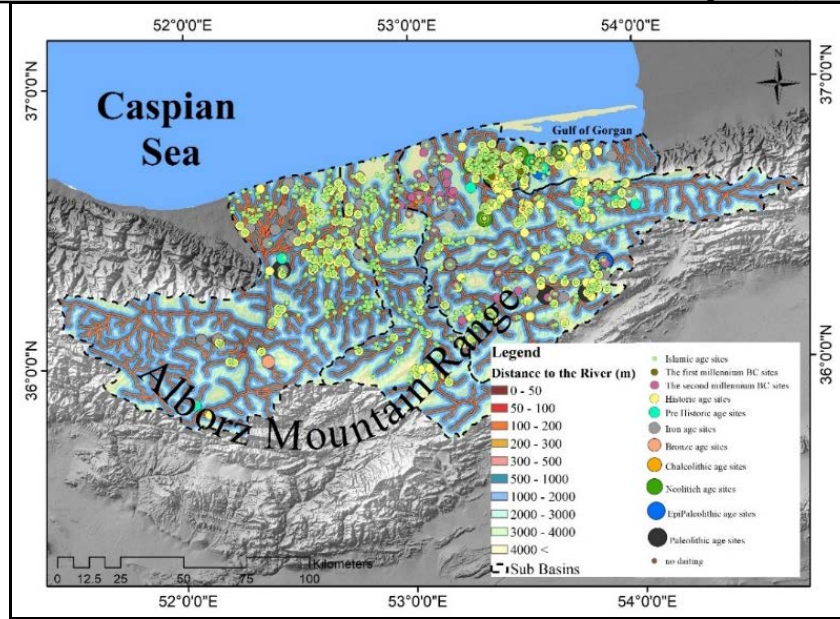 52°0'0"E 53°0'0"E 54°0'0"E
37°0'0"N
37°0'0"N
N
Caspian
Sea
Gulf of Gorgan
36°0'0"N
36°0'0"N
Alborz Mountain Range
Legend
Distance to the River (m)
0 - 50
50 - 100
100 - 200
200 - 300
300 - 500
500 - 1000
1000 - 2000
2000 - 3000
3000 - 4000
4000 <
Sub Basins
Islamic age sites
The first millennium BC sites
The second millennium BC sites
Historic age sites
Pre Historic age sites
Iron age sites
Bronze age sites
Chalcolithic age sites
Neolitieh age sites
EpiPaleolithic age sites
Paleolithic age sites
no daiting
Kilometers
0 12.5 25 50 75 100
52°0'0"E 53°0'0"E 54°0'0"E